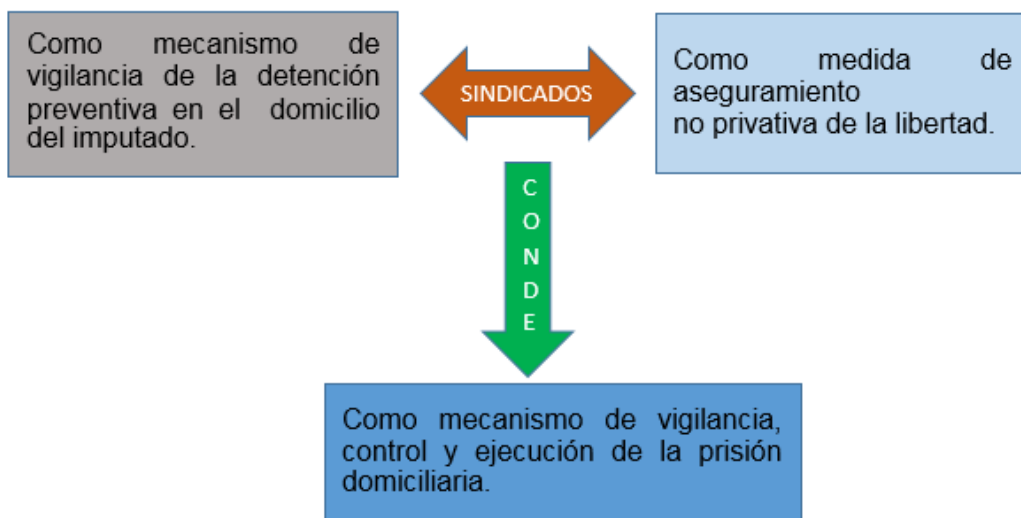 Como mecanismo de
vigilancia de la detención
preventiva en el domicilio
del imputado.
SINDICADOS
Como medida de
aseguramiento
no privativa de la libertad.
C
O
N
D
E
Como mecanismo de vigilancia,
control y ejecución de la prisión
domiciliaria.